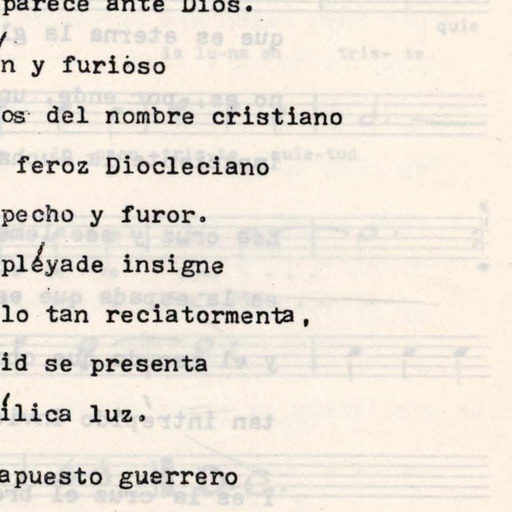 parece ante Dios.
n y furioso
os del nombre cristiano
feroz Diocleciano
pecho y furor.
pléyade insigne
lo tan reciatormenta,
id se presenta
ílica luz.
apuesto guerrero